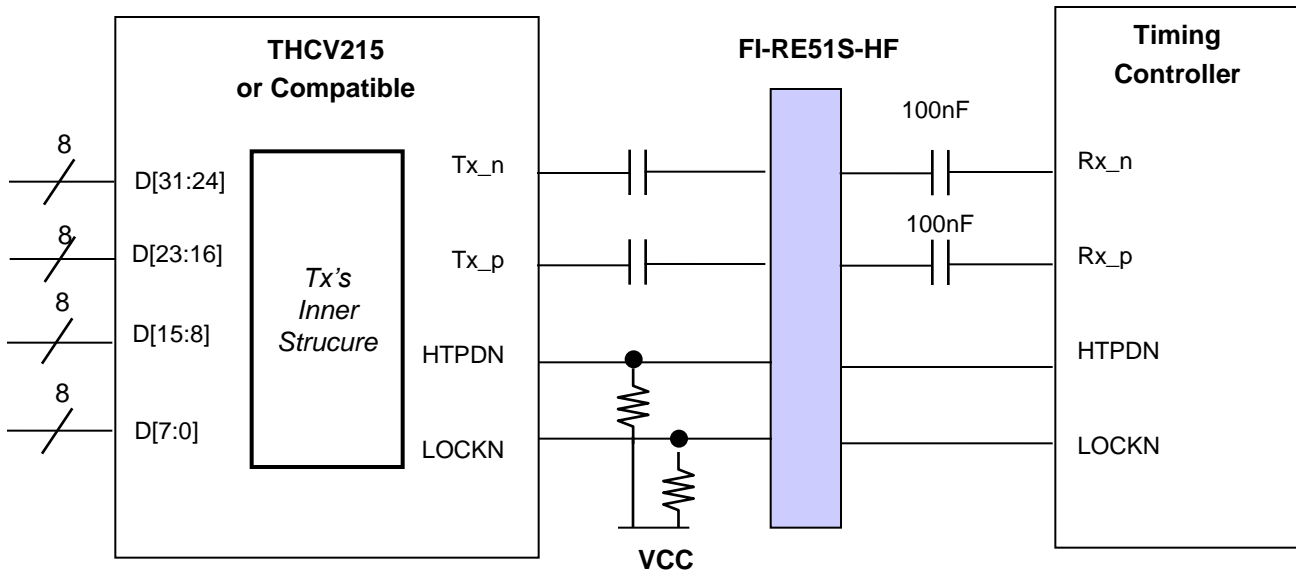 THCV215
or Compatible
8
D[31:24]
8
D[23:16]
8
D[15:8]
8
D[7:0]
Tx's
Inner
Strucure
Tx_n
Tx_p
HTPDN
LOCKN
VCC
FI-RE51S-HF
100nF
100nF
Timing
Controller
Rx_n
Rx_p
HTPDN
LOCKN